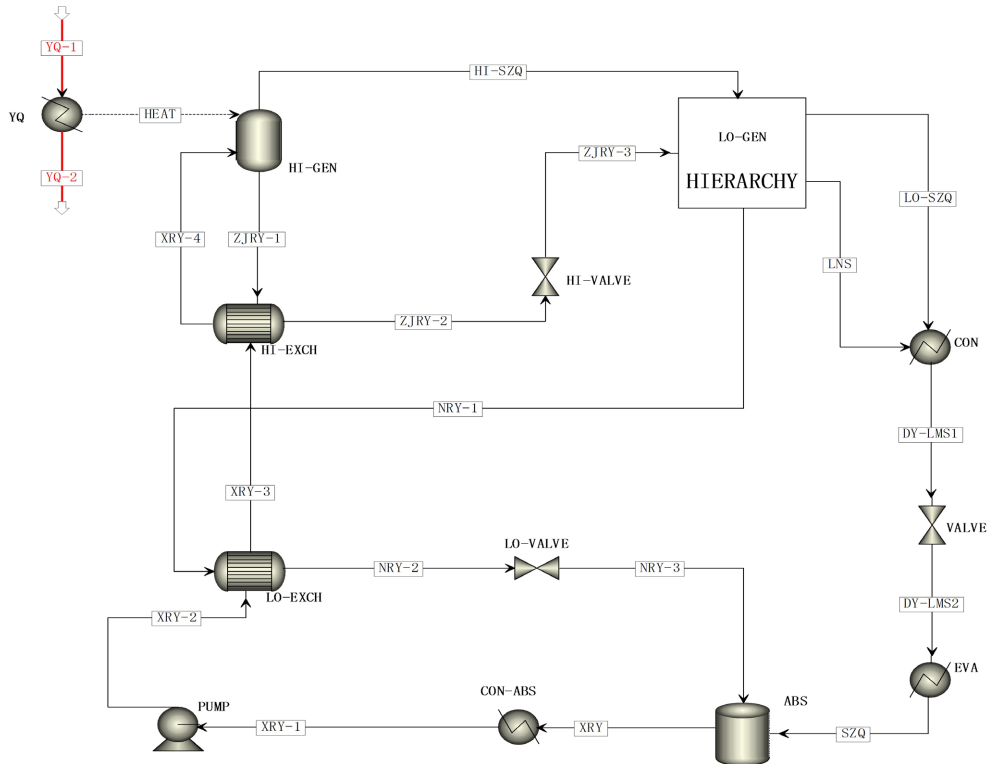 YQ-1
HI-SZQ
YQ
HEAT
LO-GEN
HI-GEN
ZJRY-3
HIERARCHY
YQ-2
LO-SZQ
XRY-4
ZJRY-1
LNS
HI-VALVE
ZJRY-2
HI-EXCH
CON
NRY-1
DY-LMS1
XRY-3
VALVE
LO-VALVE
NRY-2
NRY-3
LO-EXCH
DY-LMS2
XRY-2
EVA
CON-ABS
ABS
PUMP
XRY-1
XRY
SZQ